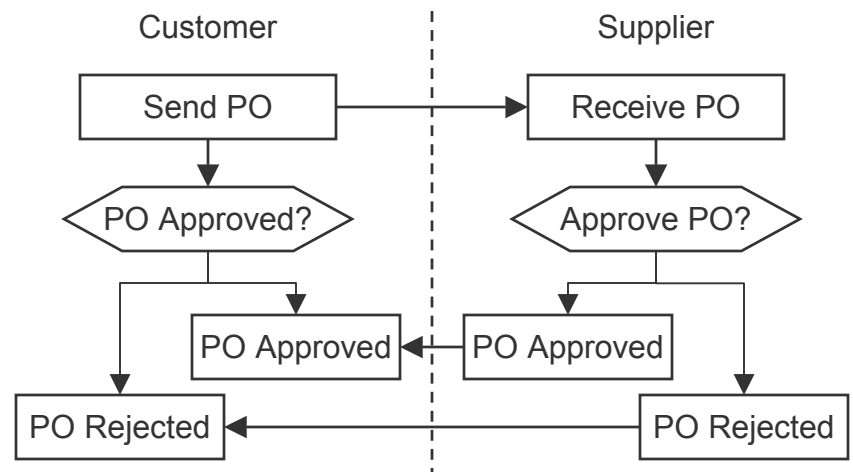 Customer
Supplier
Send PO
Receive PO
PO Approved?
Approve PO?
PO Approved
PO Approved
PO Rejected
PO Rejected